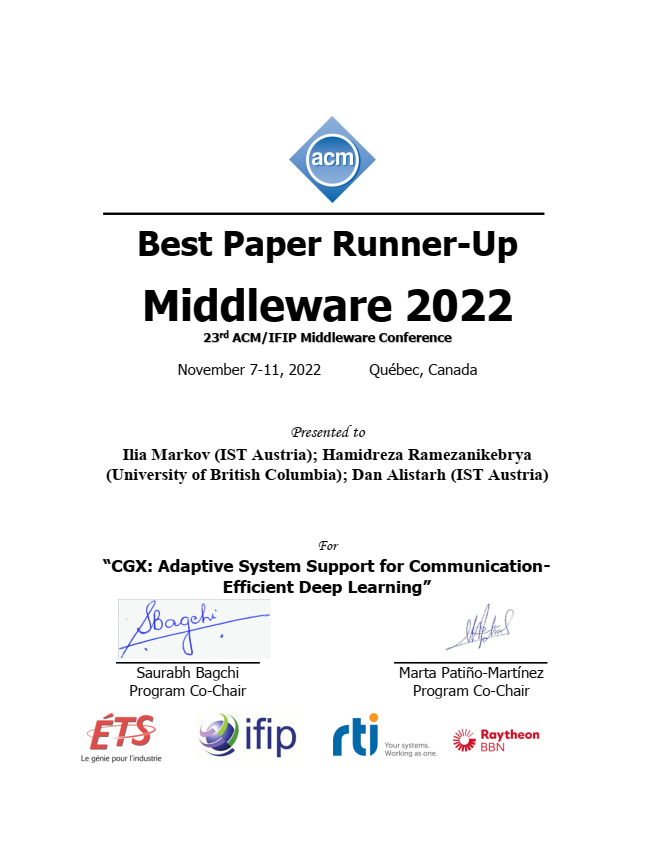 acm
Best Paper Runner-Up
Middleware 2022
23rd ACM/IFIP Middleware Conference
November 7-11, 2022 Québec, Canada
Presented to
Ilia Markov (IST Austria); Hamidreza Ramezanikebrya
(University of British Columbia); Dan Alistarh (IST Austria)
For
“CGX: Adaptive System Support for Communication-
Efficient Deep Learning”
SBagchi
Saurabh Bagchi Marta Patiño-Martínez
Program Co-Chair Program Co-Chair
ÉTS
Le génie pour l'industrie
ifip
rti
Your systems.
Working as one.
Raytheon
BBN